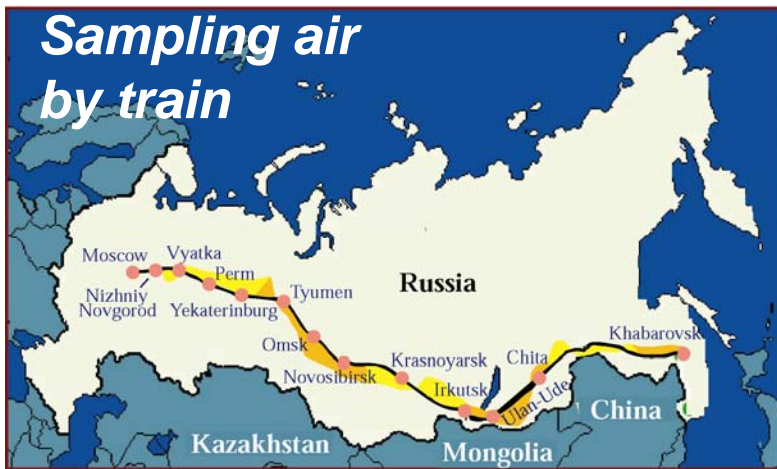 Sampling air
by train
Moscow
Vyatka
Perm
Nizhniy
Novgorod
Yekaterinburg
Tyumen
Russia
Omsk
Novosibirsk
Krasnoyarsk
Irkutsk
Ulan-Ude
Chita
Khabarovsk
China
Kazakhstan
Mongolia